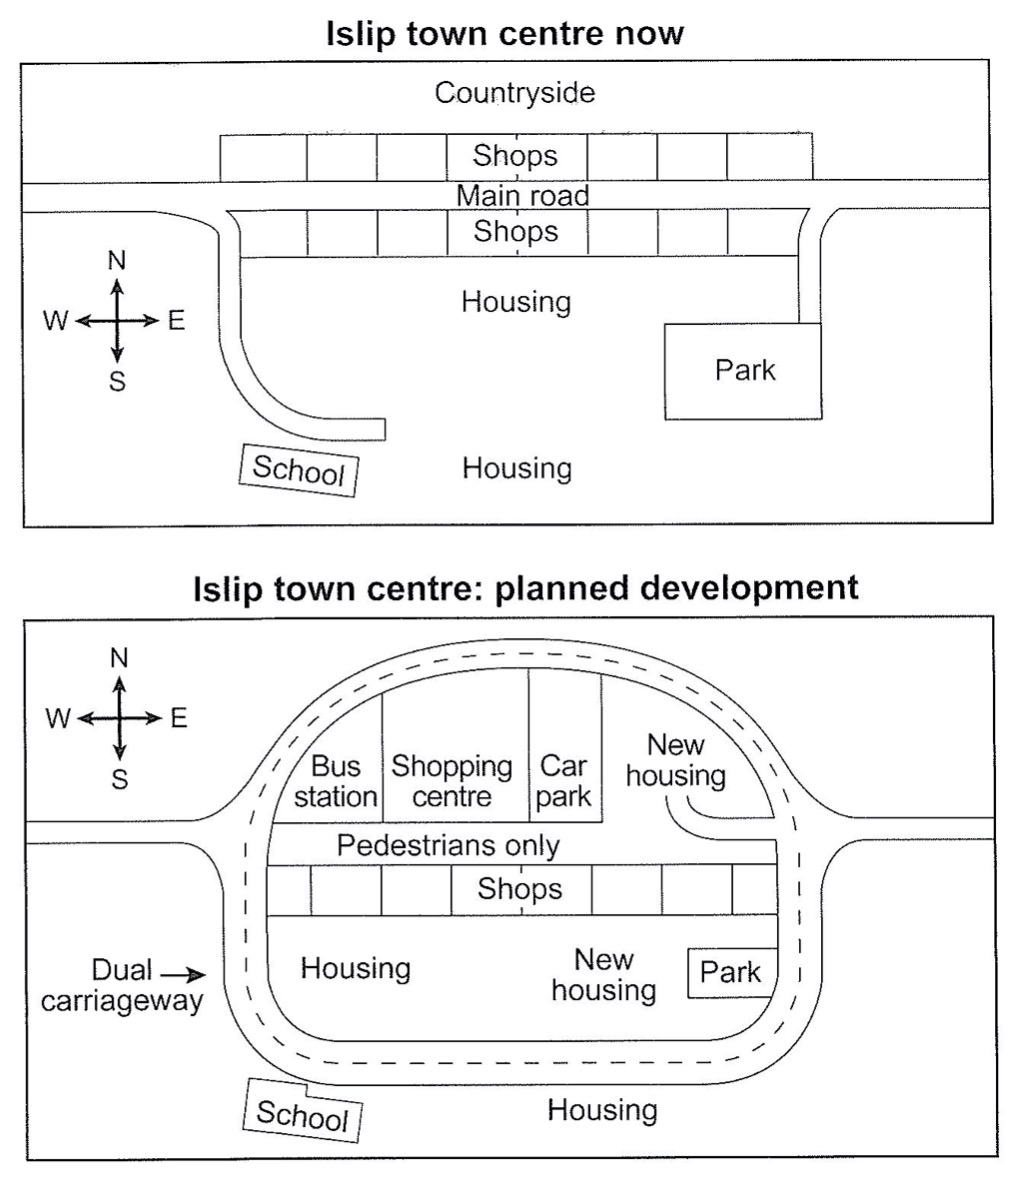 Islip town centre now
Countryside
Shops
Main road
Shops
N
W
E
S
Housing
Park
School
Housing
Islip town centre: planned development
N
W
E
S
Bus
station
Shopping
centre
Car
park
New
housing
Pedestrians only
Shops
Dual
carriageway
Housing
New
housing
Park
School
Housing